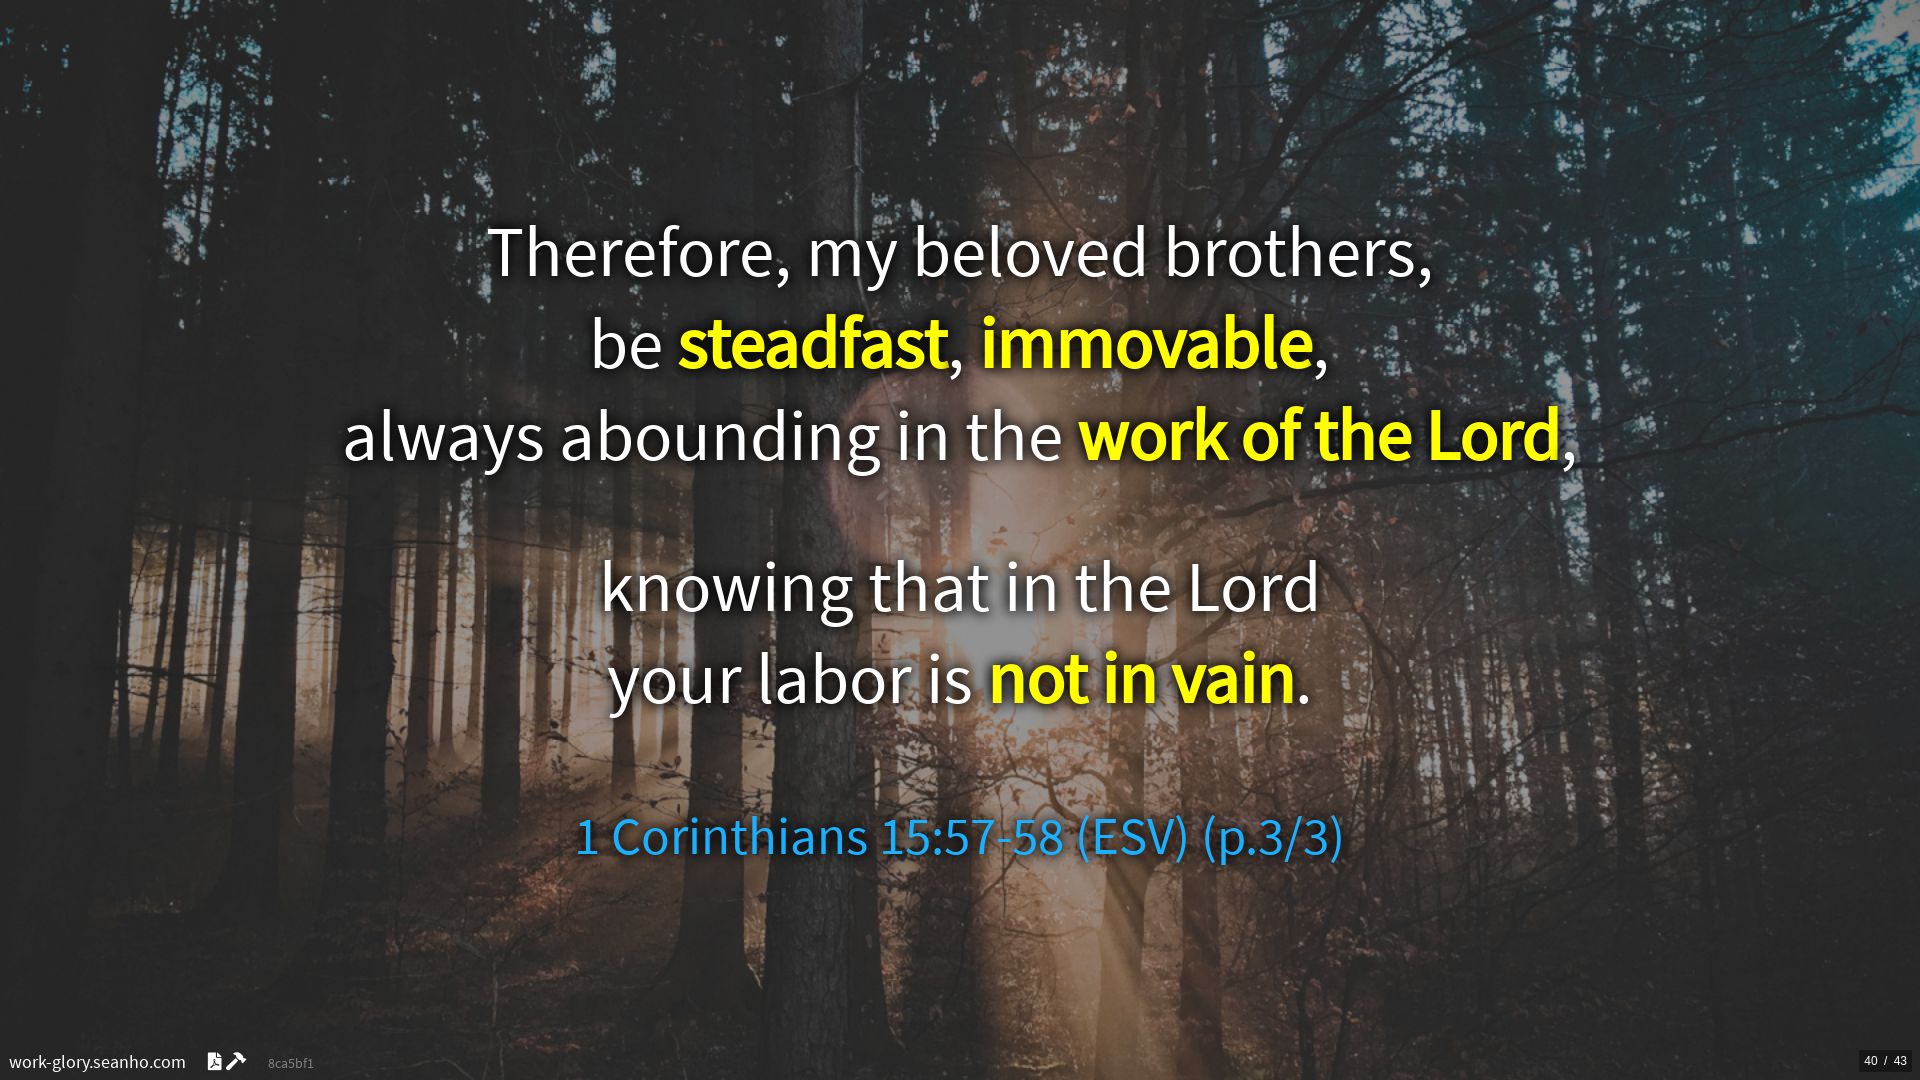 Therefore, my beloved brothers,
be steadfast, immovable,
always abounding in the work of the Lord,
knowing that in the Lord
your labor is not in vain.
1 Corinthians 15:57-58 (ESV) (p.3/3)
work-glory.seanho.com 8ca5bf1
40 / 43